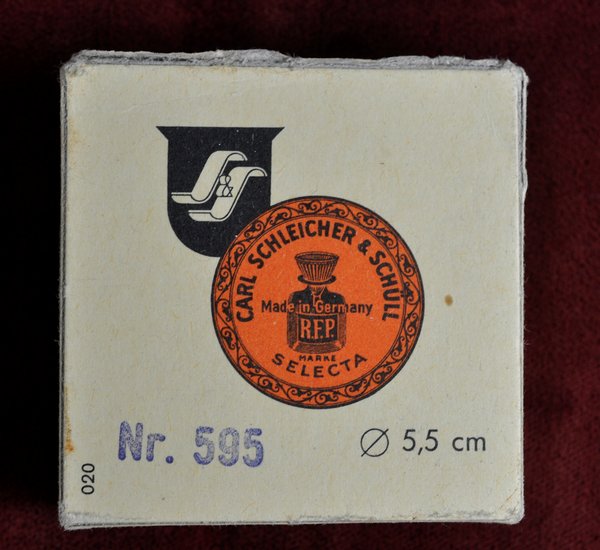 S&S
CARL SCHLEICHER & SCHÜLL
Made in Germany
R.F.P.
MARKE
SELECTA
Nr. 595
Ø 5,5 cm
020